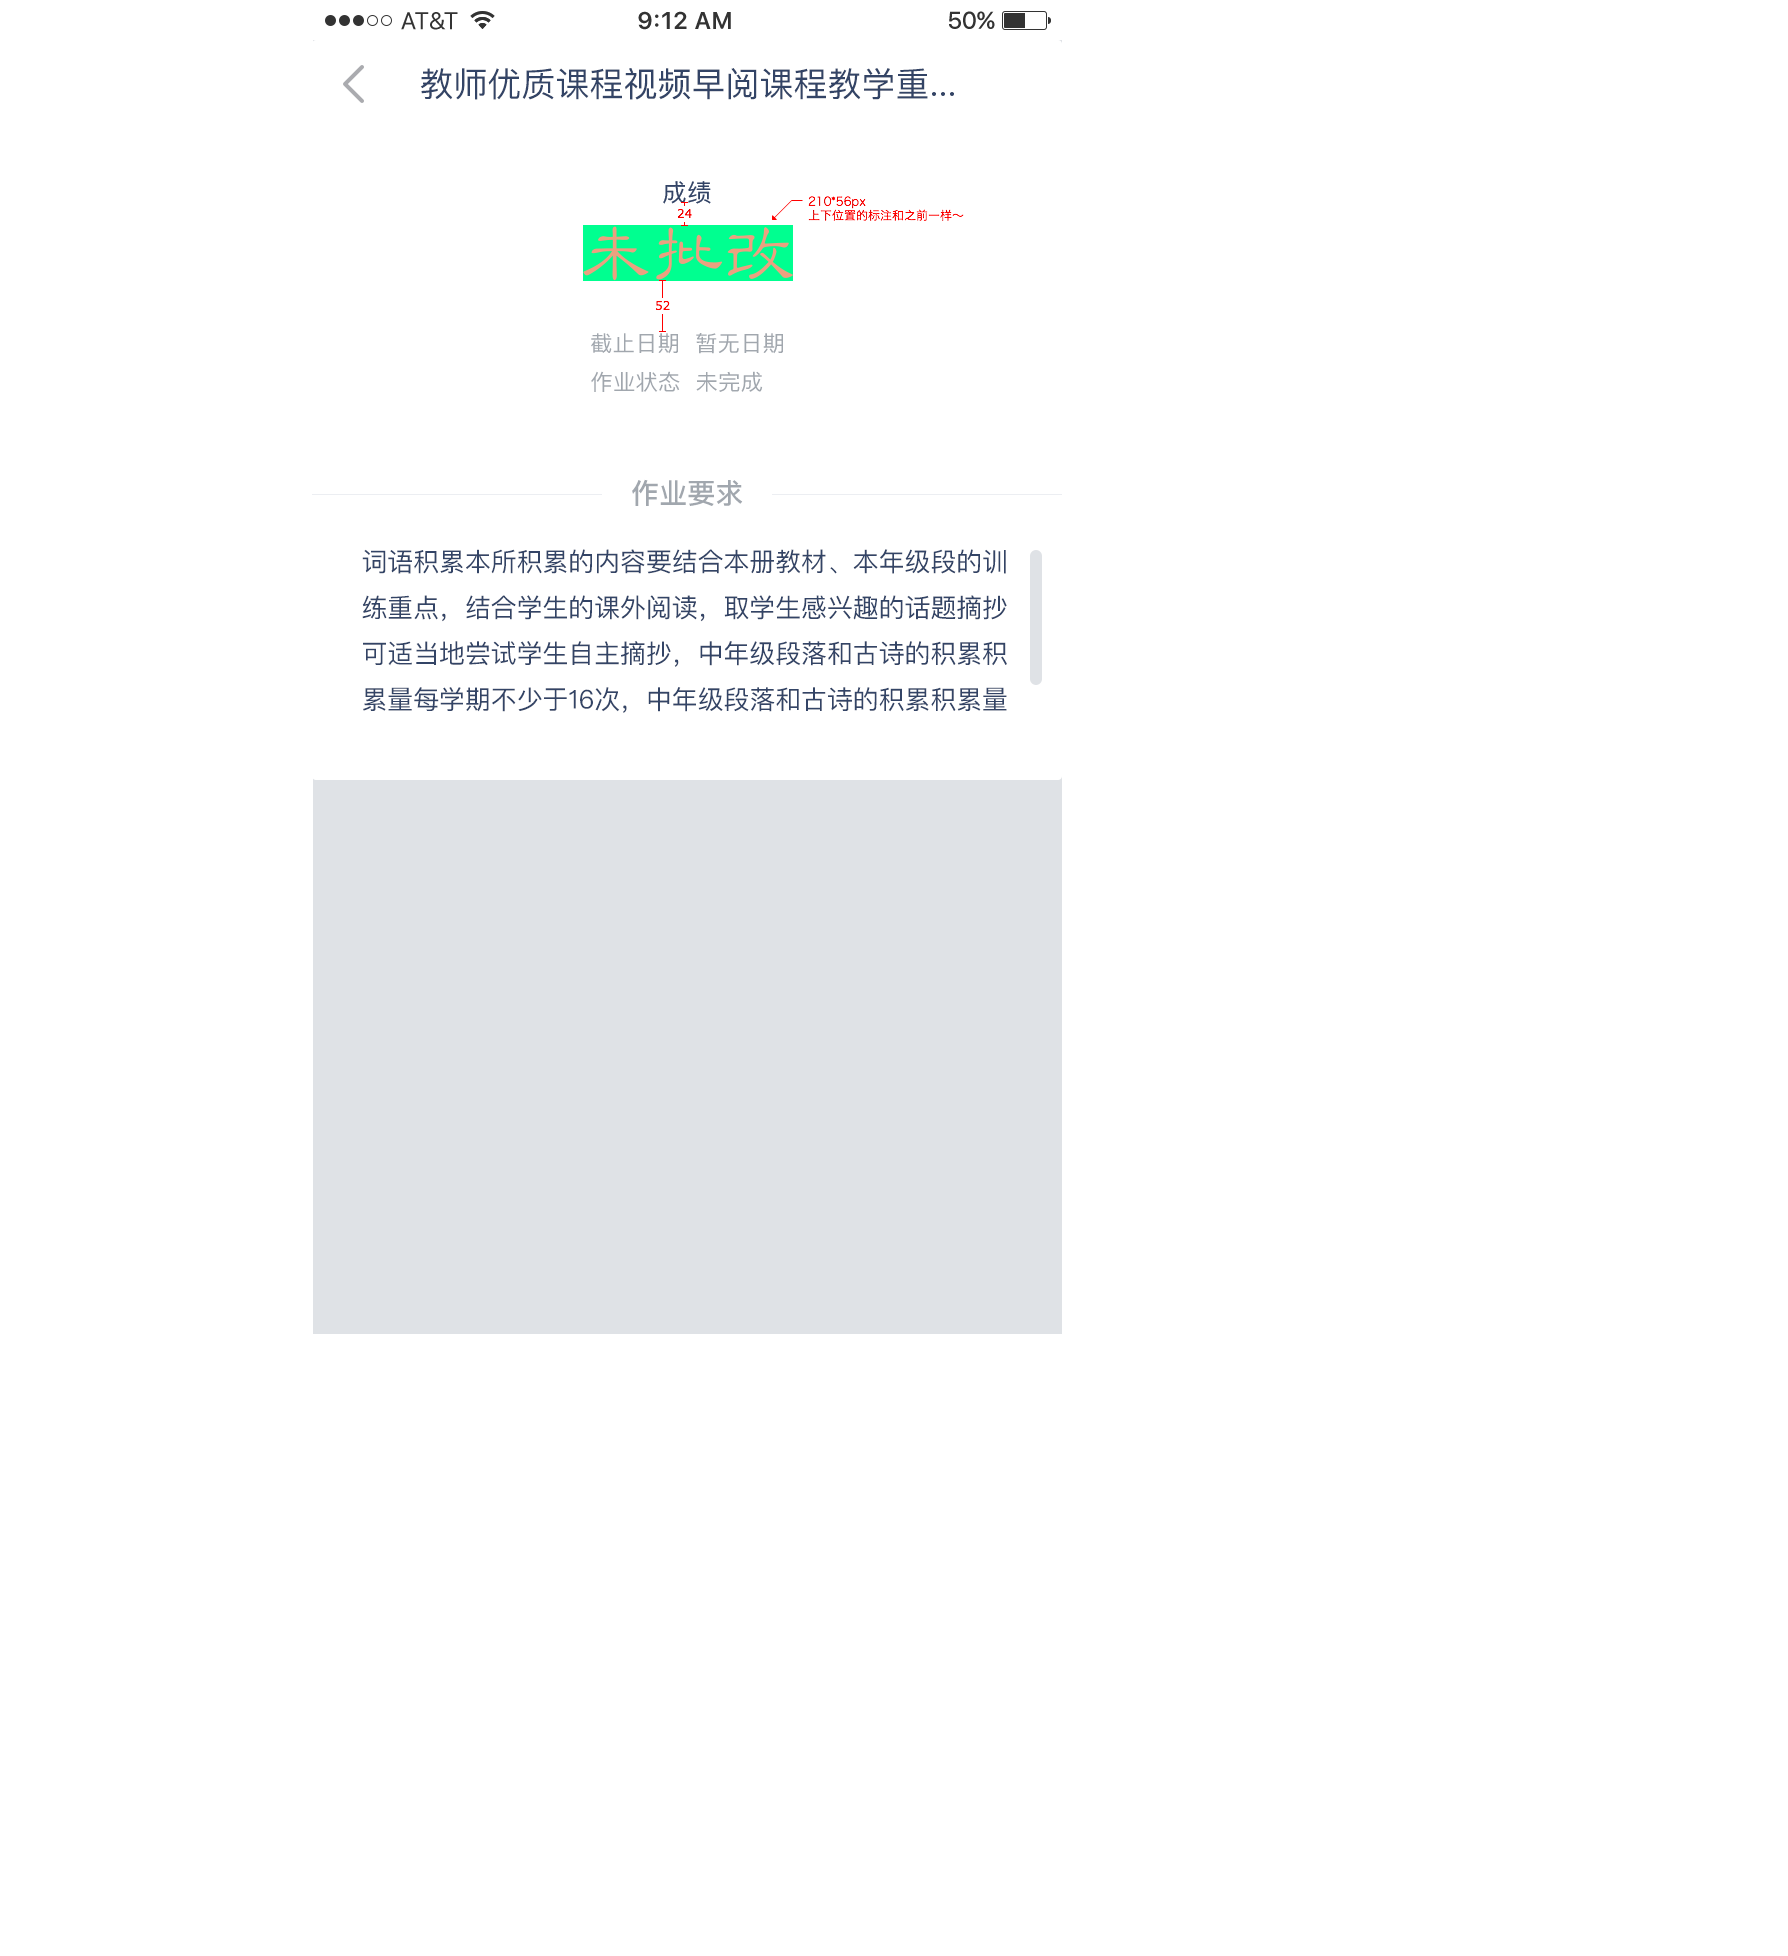 AT&T 9:12 AM 50%
教师优质课程视频早阅课程教学重...
成绩
24
210*56px
上下位置的标注和之前一样～
未批改
52
截止日期 暂无日期
作业状态 未完成
作业要求
词语积累本所积累的内容要结合本册教材、本年级段的训
练重点，结合学生的课外阅读，取学生感兴趣的话题摘抄
可适当地尝试学生自主摘抄，中年级段落和古诗的积累积
累量每学期不少于16次，中年级段落和古诗的积累积累量